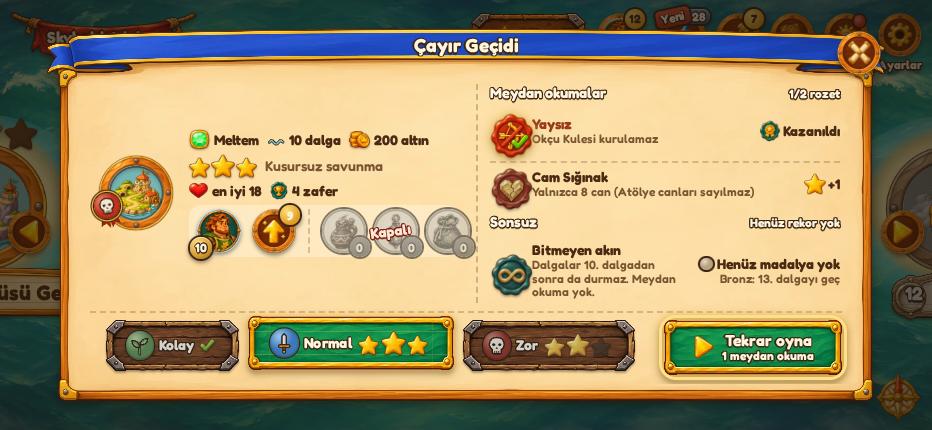 12
Yeni 28
7
Çayır Geçidi
Ayarlar
Meltem 10 dalga 200 altın
Kusursuz savunma
en iyi 18 4 zafer
10
9
Kapalı
0 0 0
Meydan okumalar 1/2 rozet
Yaysız
Okçu Kulesi kurulamaz
Kazanıldı
Cam Sığınak
Yalnızca 8 can (Atölye canları sayılmaz)
+1
Sonsuz Henüz rekor yok
Bitmeyen akın
Dalgalar 10. dalgadan
sonra da durmaz. Meydan
okuma yok.
Henüz madalya yok
Bronz: 13. dalgayı geç
12
Kolay
Normal
Zor
Tekrar oyna
1 meydan okuma